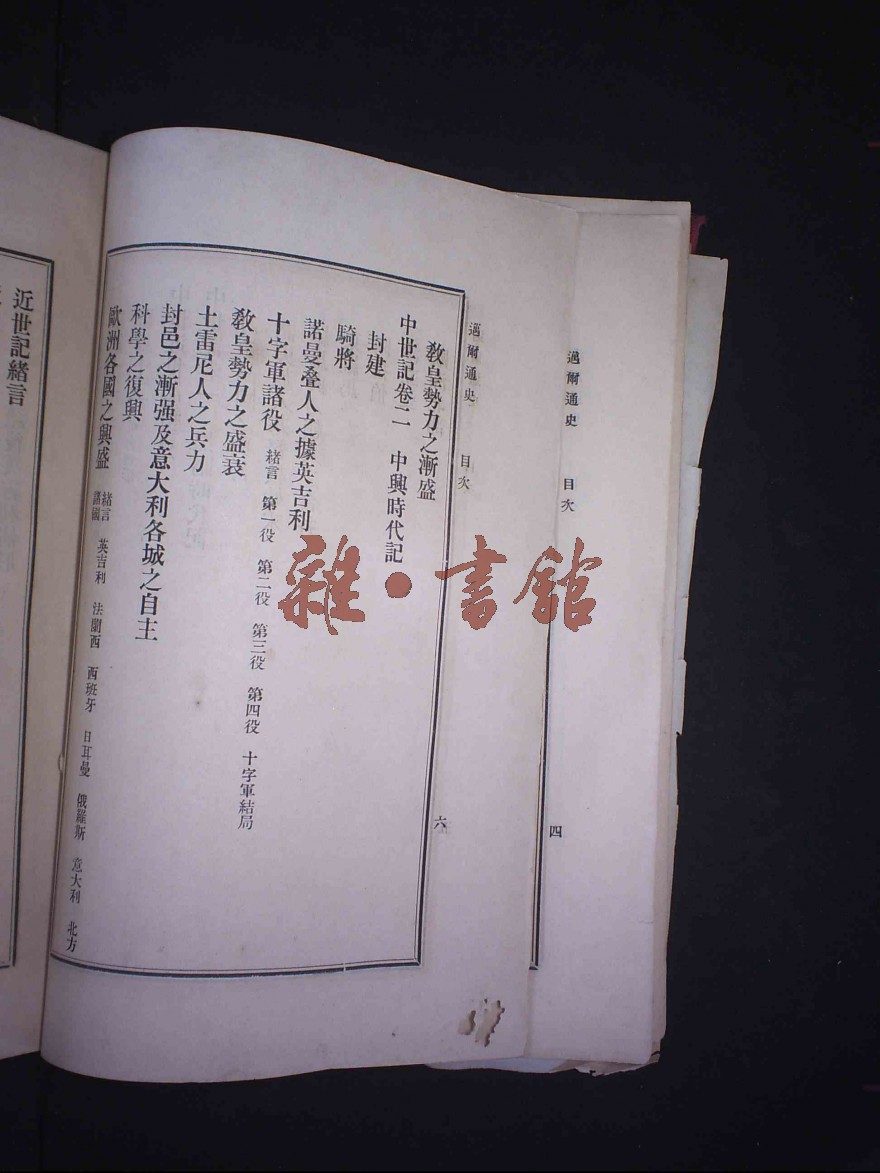 邁爾通史 目次 四
邁爾通史 目次 六
教皇勢力之漸盛
中世記卷二 中興時代記
封建
騎將
諾曼叠人之據英吉利
十字軍諸役 緒言 第一役 第二役 第三役 第四役 十字軍結局
教皇勢力之盛衰
土雷尼人之兵力
封邑之漸强及意大利各城之自主
科學之復興
歐洲各國之興盛 緒言 英吉利 法蘭西 西班牙 日耳曼 俄羅斯 意大利 北方諸國
近世記緒言
雜·書館